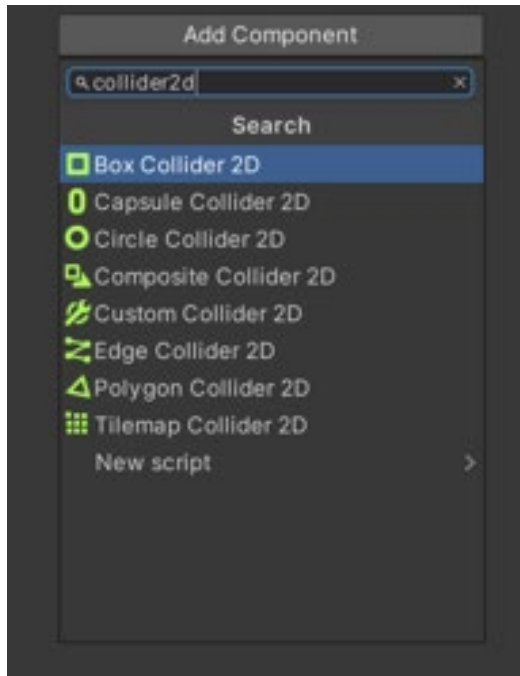 Add Component
collider2d
Search
Box Collider 2D
Capsule Collider 2D
Circle Collider 2D
Composite Collider 2D
Custom Collider 2D
Edge Collider 2D
Polygon Collider 2D
Tilemap Collider 2D
New script